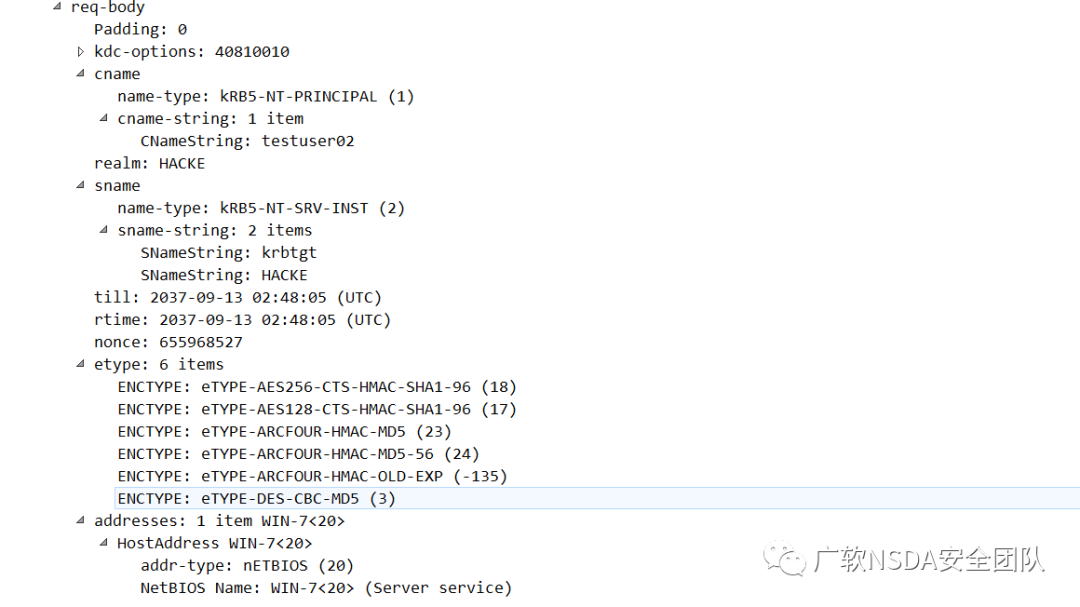 req-body
Padding: 0
kdc-options: 40810010
cname
name-type: kRB5-NT-PRINCIPAL (1)
cname-string: 1 item
CNameString: testuser02
realm: HACKE
sname
name-type: kRB5-NT-SRV-INST (2)
sname-string: 2 items
SNameString: krbtgt
SNameString: HACKE
till: 2037-09-13 02:48:05 (UTC)
rtime: 2037-09-13 02:48:05 (UTC)
nonce: 655968527
etype: 6 items
ENCTYPE: eTYPE-AES256-CTS-HMAC-SHA1-96 (18)
ENCTYPE: eTYPE-AES128-CTS-HMAC-SHA1-96 (17)
ENCTYPE: eTYPE-ARCFOUR-HMAC-MD5 (23)
ENCTYPE: eTYPE-ARCFOUR-HMAC-MD5-56 (24)
ENCTYPE: eTYPE-ARCFOUR-HMAC-OLD-EXP (-135)
ENCTYPE: eTYPE-DES-CBC-MD5 (3)
addresses: 1 item WIN-7<20>
HostAddress WIN-7<20>
addr-type: nETBIOS (20)
NetBIOS Name: WIN-7<20> (Server service)
广软NSDA安全团队